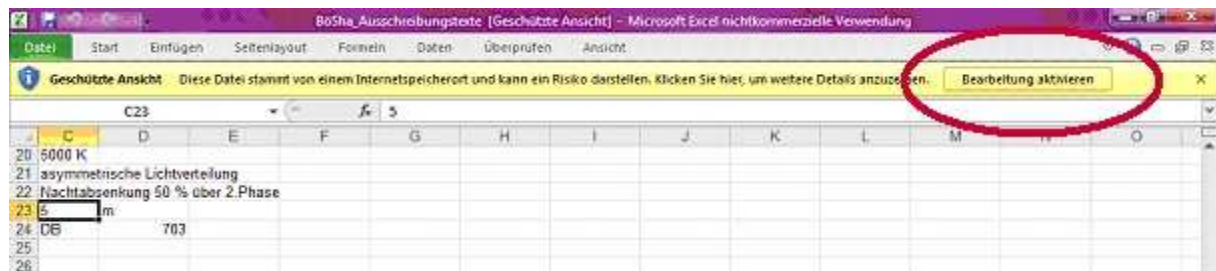 BöSha_Ausschreibungstexte [Geschützte Ansicht] - Microsoft Excel nichtkommerzielle Verwendung
Datei Start Einfügen Seitenlayout Formeln Daten Überprüfen Ansicht
Geschützte Ansicht Diese Datei stammt von einem Internetspeicherort und kann ein Risiko darstellen. Klicken Sie hier, um weitere Details anzuzeigen. Bearbeitung aktivieren
C23 fx 5
C D E F G H I J K L M N O
20 5000 K
21 asymmetrische Lichtverteilung
22 Nachtabsenkung 50 % über 2.Phase
23 5 m
24 DB 703
25
26